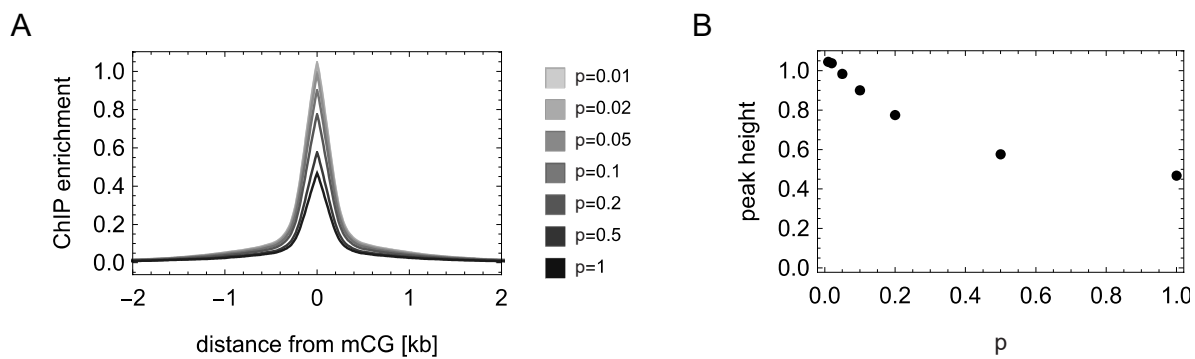 A
ChIP enrichment
1.0
0.8
0.6
0.4
0.2
0.0
−2
−1
0
1
2
distance from mCG [kb]
p=0.01
p=0.02
p=0.05
p=0.1
p=0.2
p=0.5
p=1
B
peak height
1.0
0.8
0.6
0.4
0.2
0.0
0.0
0.2
0.4
0.6
0.8
1.0
p